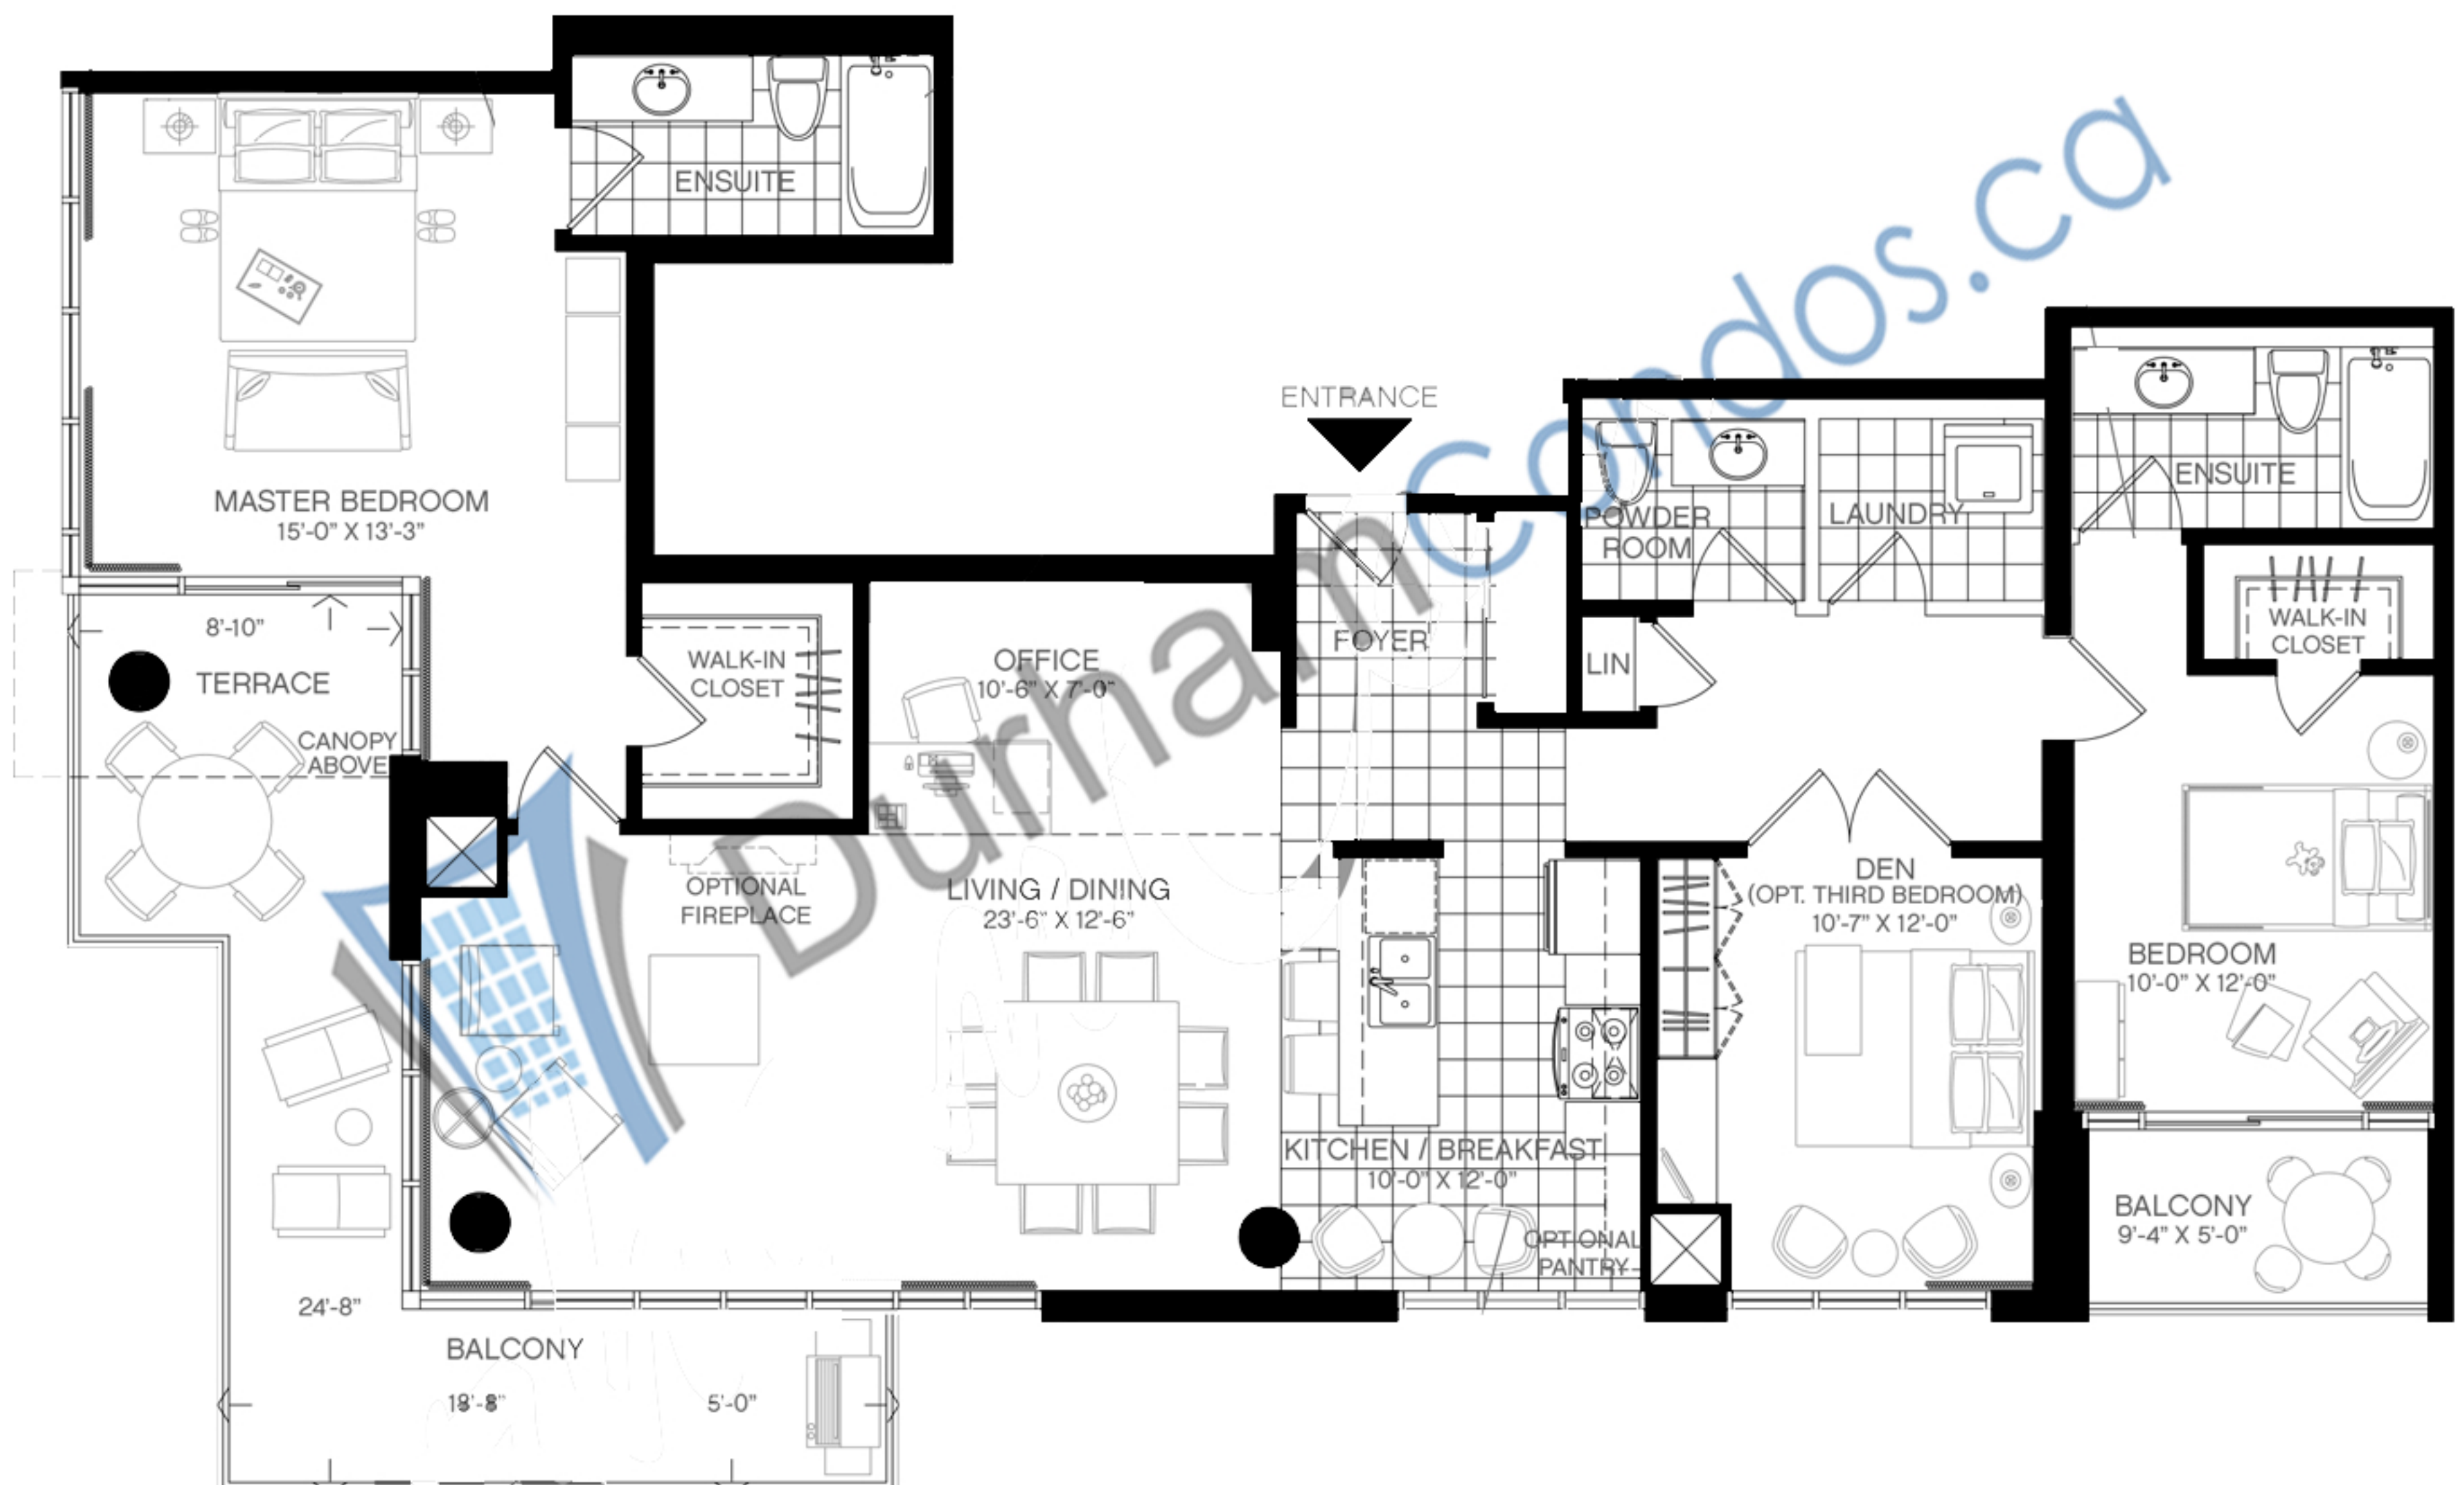 ENSUITE
MASTER BEDROOM
15'-0" X 13'-3"
ENTRANCE
POWDER
ROOM
LAUNDRY
ENSUITE
WALK-IN
CLOSET
8'-10"
TERRACE
CANOPY
ABOVE
WALK-IN
CLOSET
OFFICE
10'-6" X 7'-0"
FOYER
LIN
OPTIONAL
FIREPLACE
LIVING / DINING
23'-6" X 12'-6"
DEN
(OPT. THIRD BEDROOM)
10'-7" X 12'-0"
BEDROOM
10'-0" X 12'-0"
KITCHEN / BREAKFAST
10'-0" X 12'-0"
OPTIONAL
PANTRY
BALCONY
9'-4" X 5'-0"
24'-8"
BALCONY
5'-0"
DurhamCondos.ca